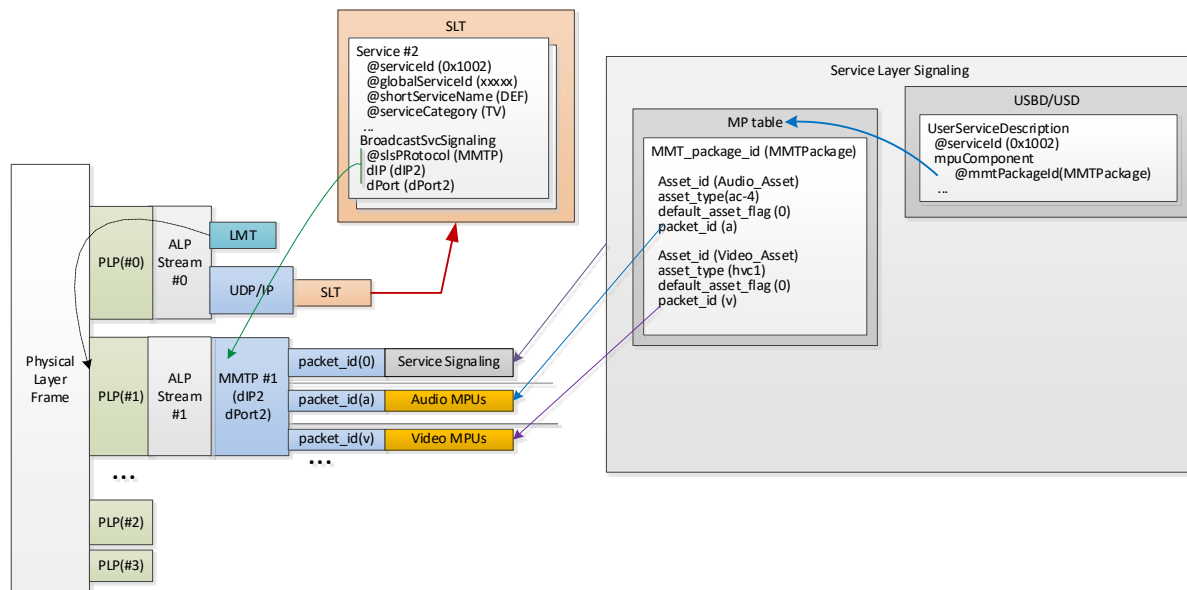 SLT
Service #2
@serviceId (0x1002)
@globalServiceId (xxxxx)
@shortServiceName (DEF)
@serviceCategory (TV)
...
BroadcastSvcSignaling
@slsPRotocol (MMTP)
dIP (dIP2)
dPort (dPort2)
Service Layer Signaling
MP table
MMT_package_id (MMTPackage)
Asset_id (Audio_Asset)
asset_type(ac-4)
default_asset_flag (0)
packet_id (a)
Asset_id (Video_Asset)
asset_type (hvc1)
default_asset_flag (0)
packet_id (v)
USBD/USD
UserServiceDescription
@serviceId (0x1002)
mpuComponent
@mmtPackageId(MMTPackage)
...
Physical
Layer
Frame
PLP(#0)
ALP
Stream
#0
LMT
UDP/IP
SLT
PLP(#1)
ALP
Stream
#1
MMTP #1
(dIP2
dPort2)
packet_id(0)
Service Signaling
packet_id(a)
Audio MPUs
packet_id(v)
Video MPUs
...
...
PLP(#2)
PLP(#3)